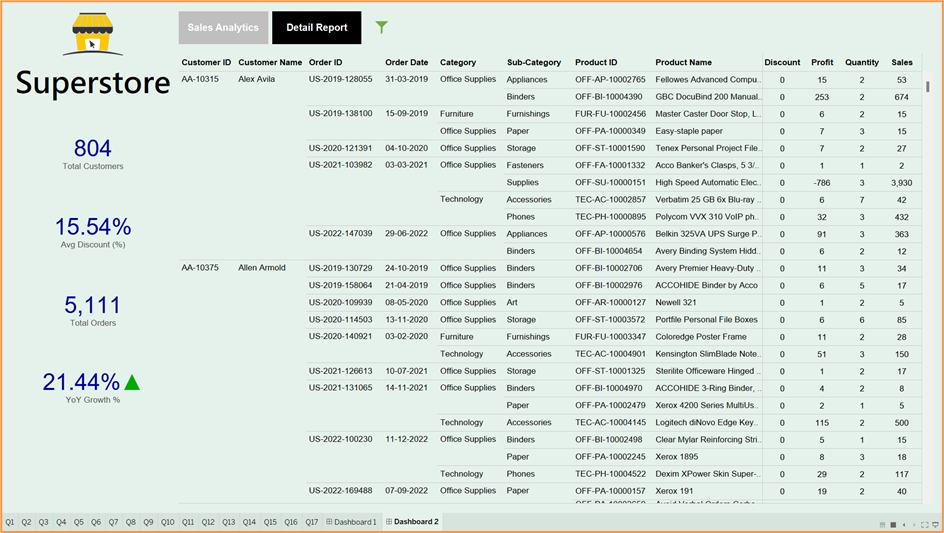 Sales Analytics Detail Report
Superstore
804
Total Customers
15.54%
Avg Discount (%)
5,111
Total Orders
21.44%
YoY Growth %
Customer ID Customer Name Order ID Order Date Category Sub-Category Product ID Product Name Discount Profit Quantity Sales
AA-10315 Alex Avila US-2019-128055 31-03-2019 Office Supplies Appliances OFF-AP-10002765 Fellowes Advanced Compu.. 0 15 2 53
Binders OFF-BI-10004390 GBC DocuBind 200 Manual.. 0 253 2 674
US-2019-138100 15-09-2019 Furniture Furnishings FUR-FU-10002456 Master Caster Door Stop, L.. 0 6 2 15
Office Supplies Paper OFF-PA-10000349 Easy-staple paper 0 7 3 15
US-2020-121391 04-10-2020 Office Supplies Storage OFF-ST-10001590 Tenex Personal Project File.. 0 7 2 27
US-2021-103982 03-03-2021 Office Supplies Fasteners OFF-FA-10001332 Acco Banker's Clasps, 5 3/.. 0 1 1 2
Supplies OFF-SU-10000151 High Speed Automatic Elec.. 0 -786 3 3,930
Technology Accessories TEC-AC-10002857 Verbatim 25 GB 6x Blu-ray .. 0 6 7 42
Phones TEC-PH-10000895 Polycom VVX 310 VoIP ph.. 0 32 3 432
US-2022-147039 29-06-2022 Office Supplies Appliances OFF-AP-10000576 Belkin 325VA UPS Surge P.. 0 91 3 363
Binders OFF-BI-10004654 Avery Binding System Hidd.. 0 6 2 12
AA-10375 Allen Armold US-2019-130729 24-10-2019 Office Supplies Binders OFF-BI-10002706 Avery Premier Heavy-Duty .. 0 11 3 34
US-2019-158064 21-04-2019 Office Supplies Binders OFF-BI-10002976 ACCOHIDE Binder by Acco 0 6 5 17
US-2020-109939 08-05-2020 Office Supplies Art OFF-AR-10000127 Newell 321 0 1 2 5
US-2020-114503 13-11-2020 Office Supplies Storage OFF-ST-10003572 Portfile Personal File Boxes 0 6 6 85
US-2020-140921 03-02-2020 Furniture Furnishings FUR-FU-10003347 Coloredge Poster Frame 0 11 2 28
Technology Accessories TEC-AC-10004901 Kensington SlimBlade Note.. 0 51 3 150
US-2021-126613 10-07-2021 Office Supplies Storage OFF-ST-10001325 Sterilite Officeware Hinged .. 0 1 2 17
US-2021-131065 14-11-2021 Office Supplies Binders OFF-BI-10004970 ACCOHIDE 3-Ring Binder, .. 0 4 2 8
Paper OFF-PA-10002479 Xerox 4200 Series MultiUs.. 0 2 1 5
Technology Accessories TEC-AC-10004145 Logitech diNovo Edge Key.. 0 115 2 500
US-2022-100230 11-12-2022 Office Supplies Binders OFF-BI-10002498 Clear Mylar Reinforcing Stri.. 0 5 1 15
Paper OFF-PA-10002245 Xerox 1895 0 8 3 18
Technology Phones TEC-PH-10004522 Dexim XPower Skin Super-.. 0 29 2 117
US-2022-169488 07-09-2022 Office Supplies Paper OFF-PA-10000157 Xerox 191 0 19 2 40
Q1 Q2 Q3 Q4 Q5 Q6 Q7 Q8 Q9 Q10 Q11 Q12 Q13 Q14 Q15 Q16 Q17 Dashboard 1 Dashboard 2